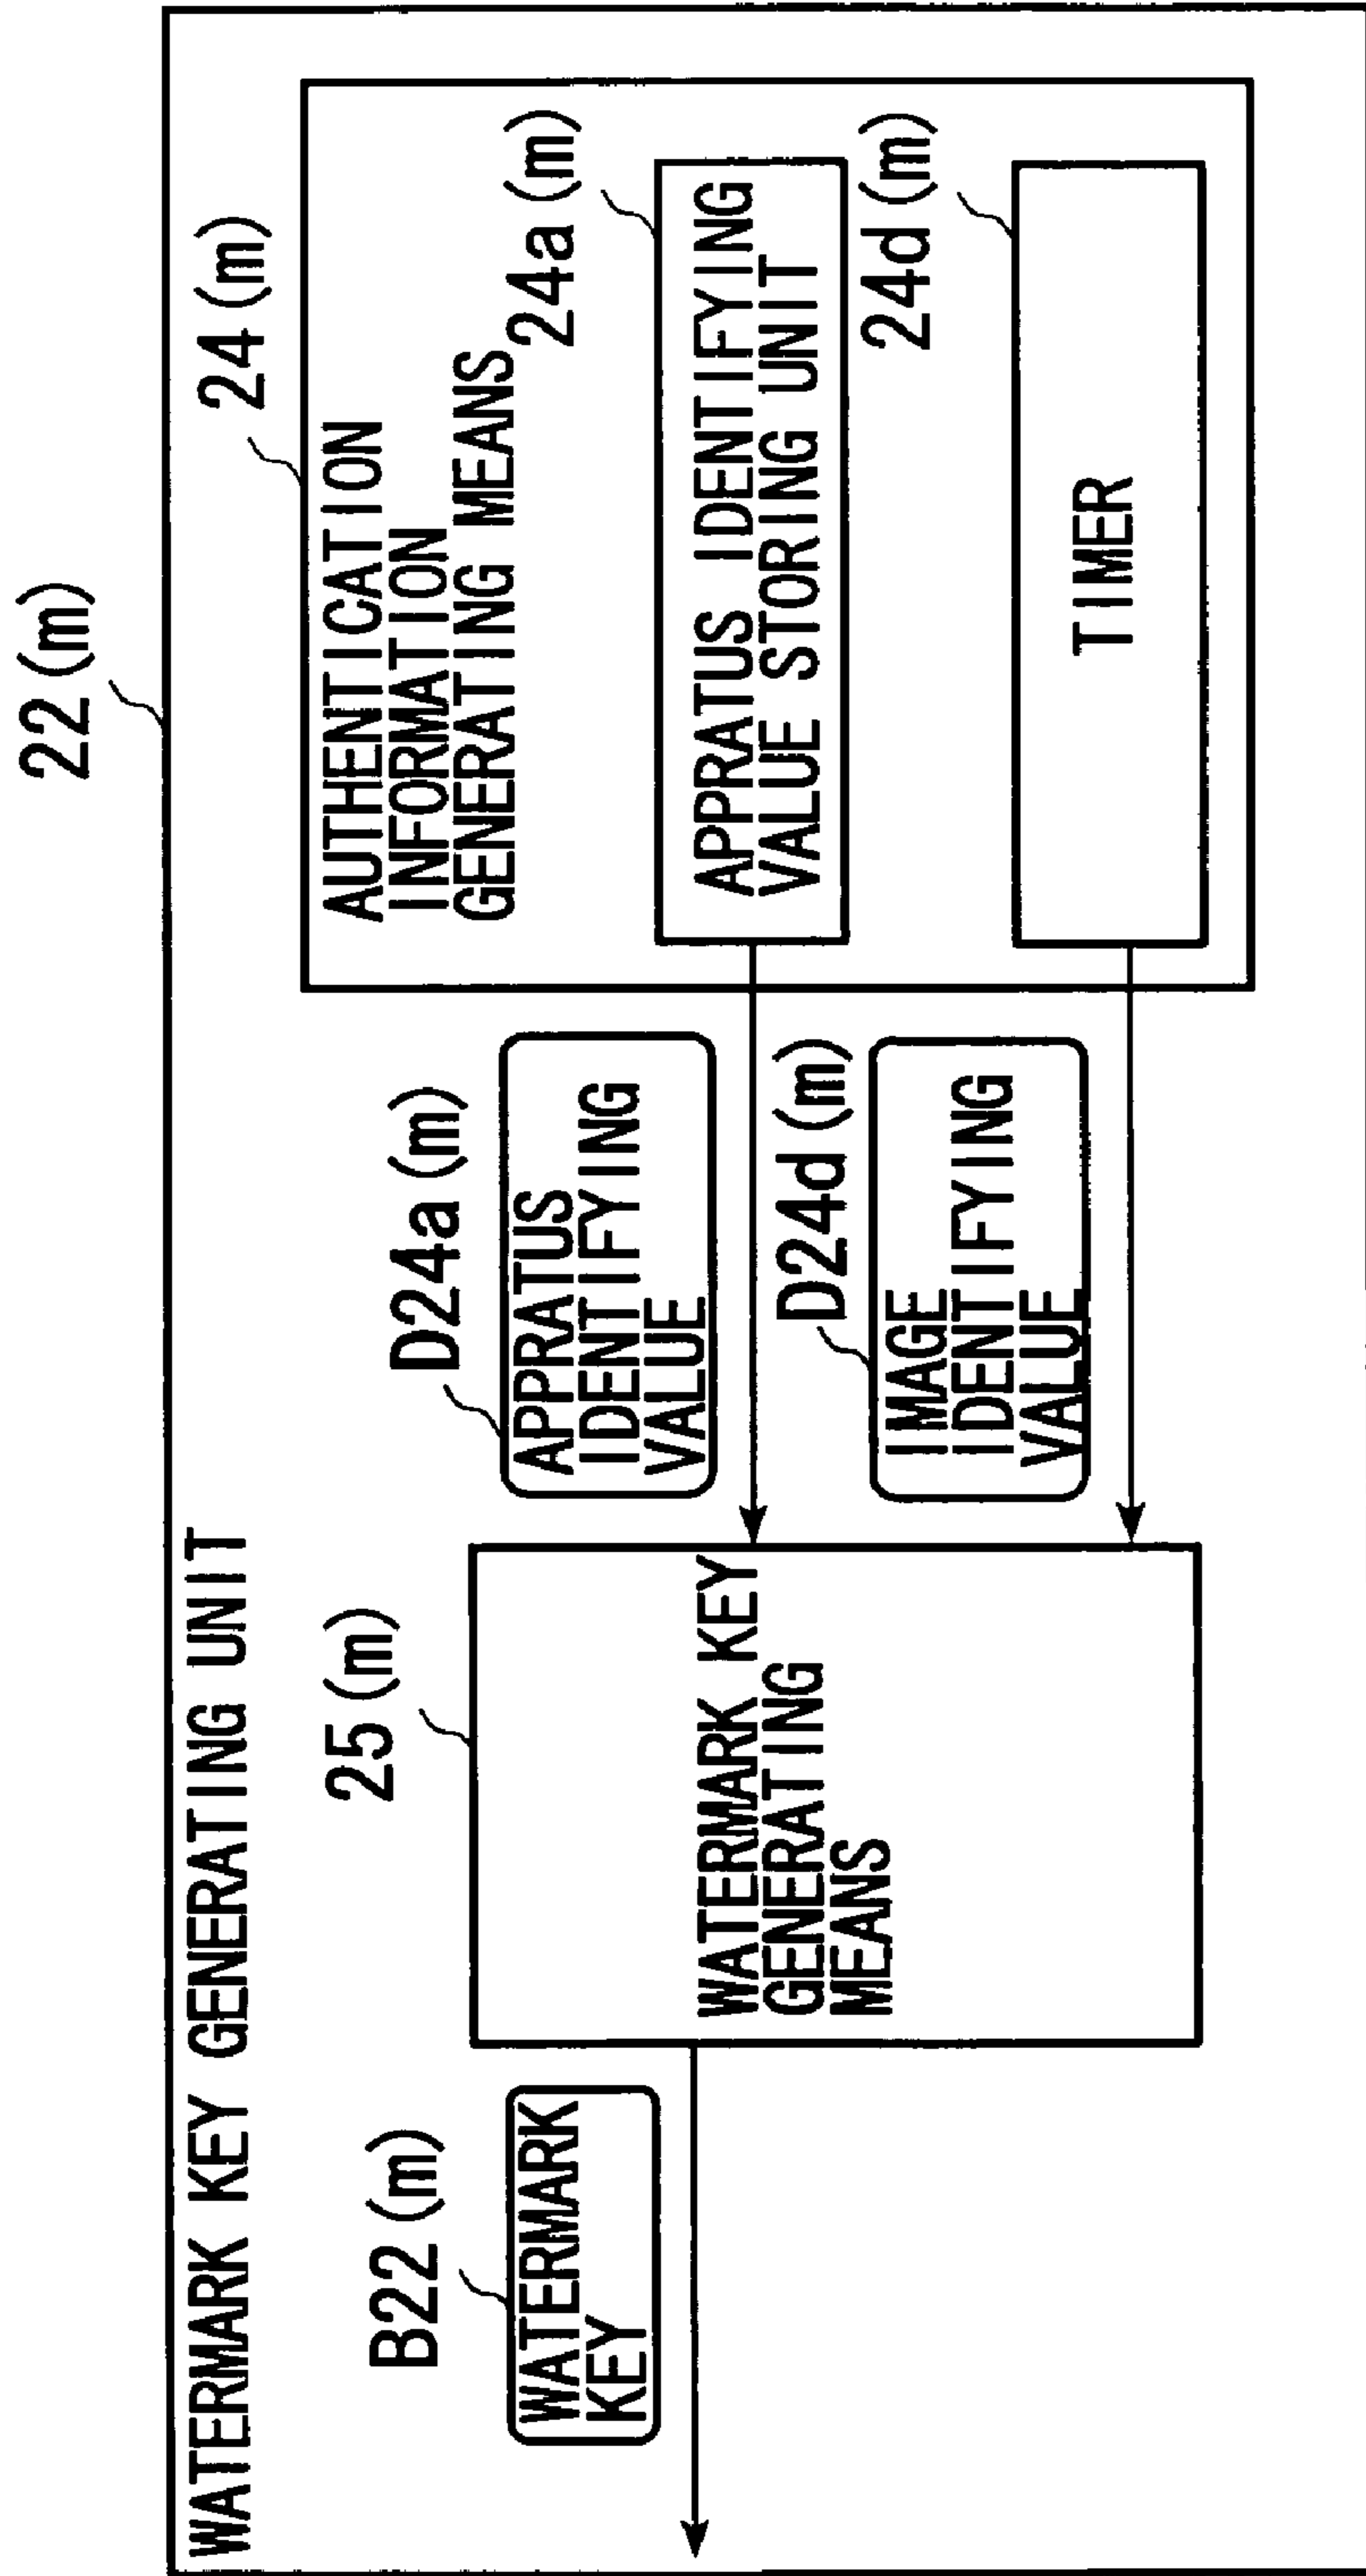 22 (m)
WATERMARK KEY GENERATING UNIT
24 (m)
AUTHENTICATION
INFORMATION
GENERATING MEANS
24a (m)
APPRATUS IDENTIFYING
VALUE STORING UNIT
24d (m)
TIMER
D24a (m)
APPRATUS
IDENTIFYING
VALUE
D24d (m)
IMAGE
IDENTIFYING
VALUE
25 (m)
WATERMARK KEY
GENERATING
MEANS
B22 (m)
WATERMARK
KEY